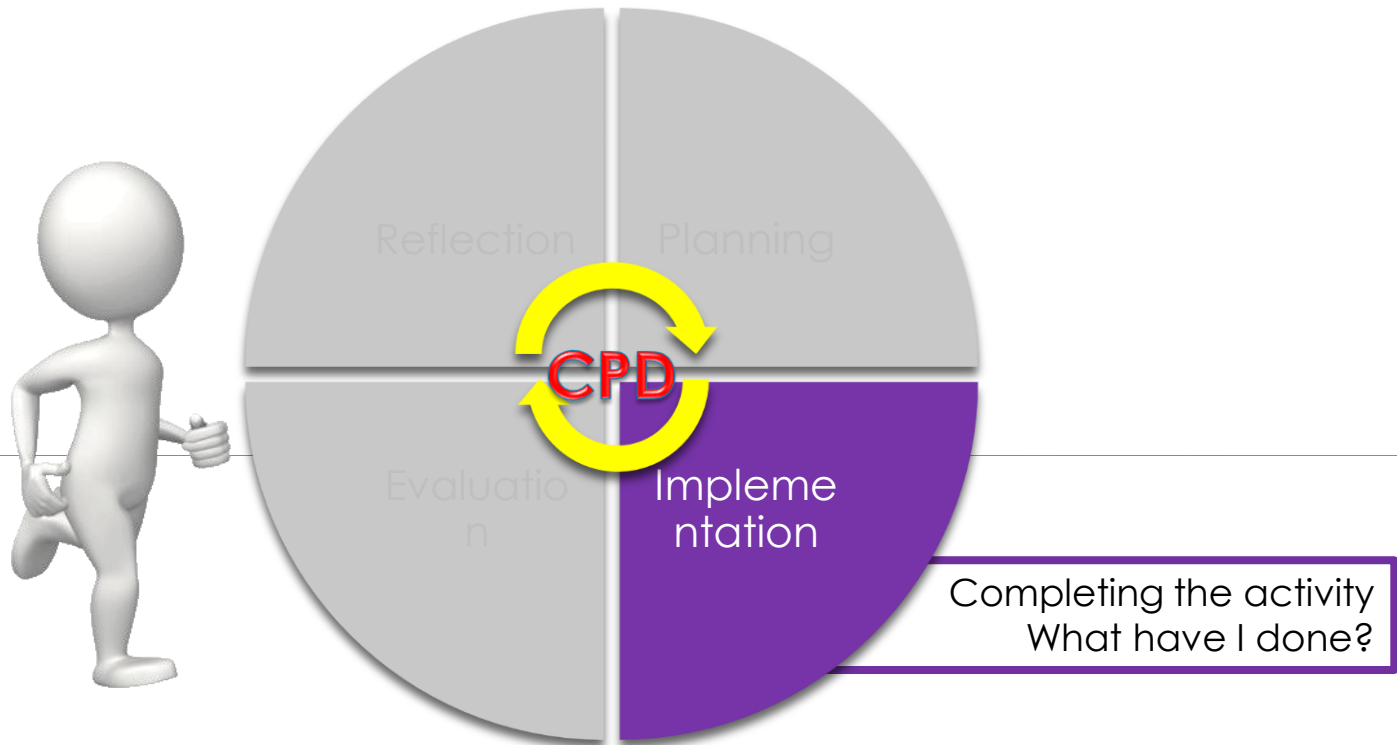 Reflection
Planning
CPD
Evaluatio
n
Impleme
ntation
Completing the activity
What have I done?